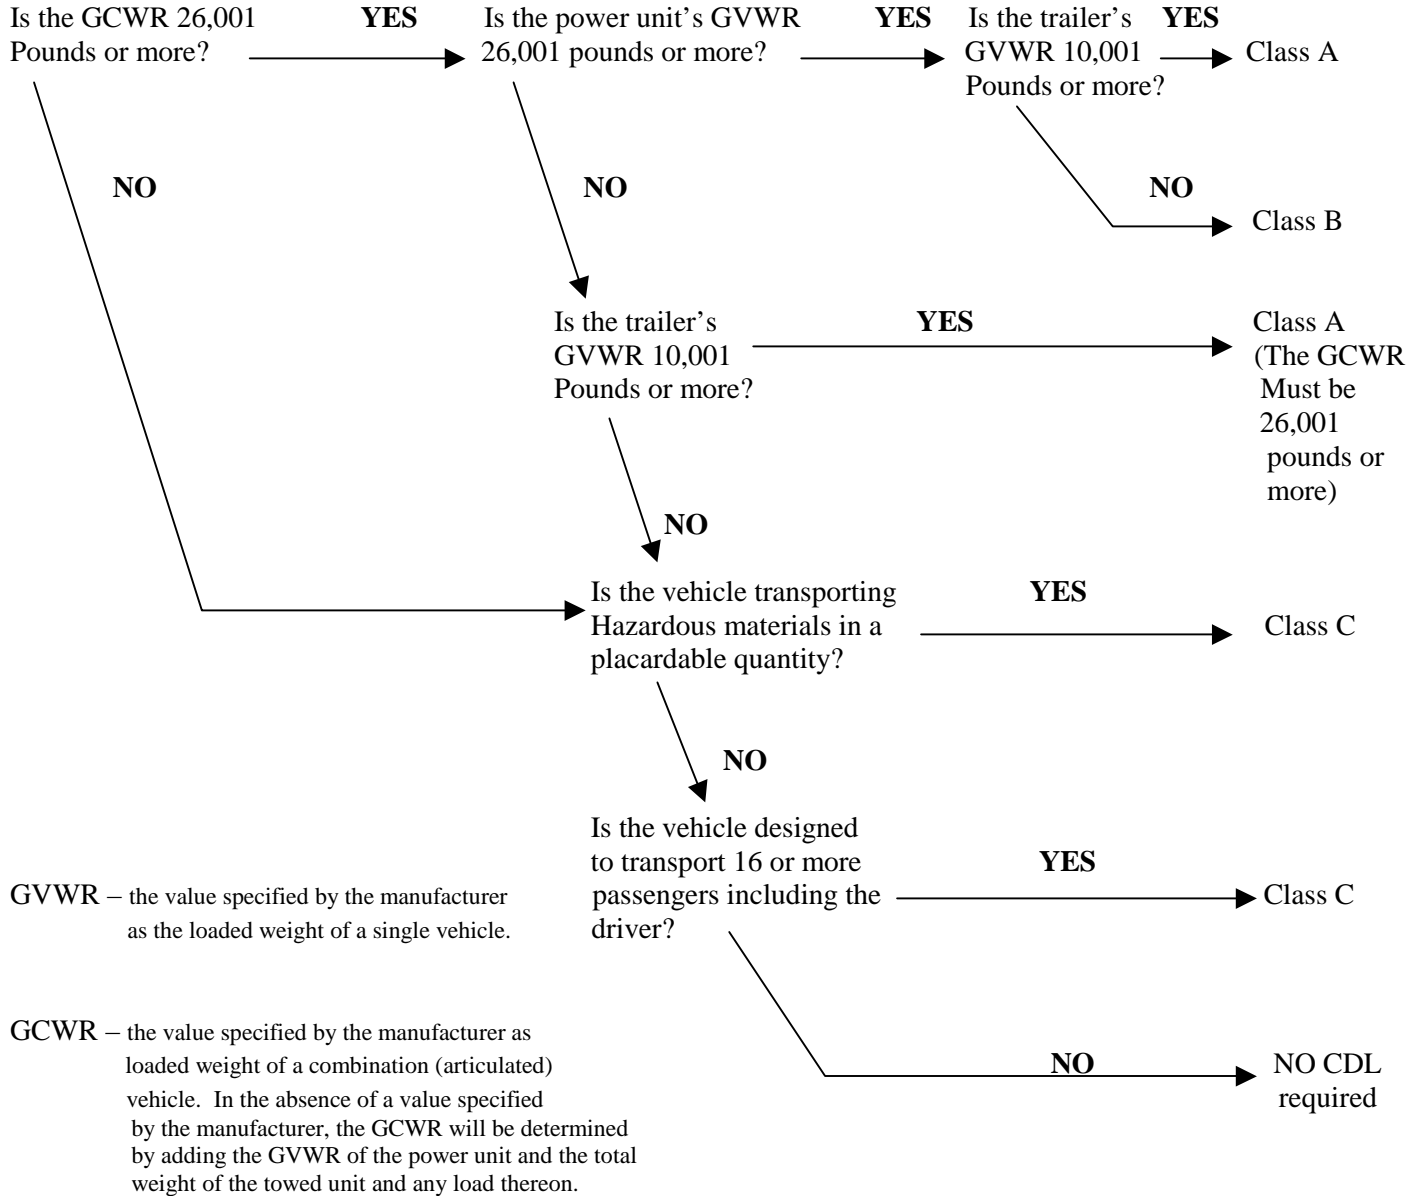 Is the GCWR 26,001
Pounds or more?
YES
Is the power unit's GVWR
26,001 pounds or more?
YES
Is the trailer's
GVWR 10,001
Pounds or more?
YES
Class A
NO
NO
NO
Class B
Is the trailer's
GVWR 10,001
Pounds or more?
YES
Class A
(The GCWR
Must be
26,001
pounds or
more)
NO
Is the vehicle transporting
Hazardous materials in a
placardable quantity?
YES
Class C
NO
Is the vehicle designed
to transport 16 or more
passengers including the
driver?
YES
Class C
GVWR – the value specified by the manufacturer
as the loaded weight of a single vehicle.
GCWR – the value specified by the manufacturer as
loaded weight of a combination (articulated)
vehicle. In the absence of a value specified
by the manufacturer, the GCWR will be determined
by adding the GVWR of the power unit and the total
weight of the towed unit and any load thereon.
NO
NO CDL
required